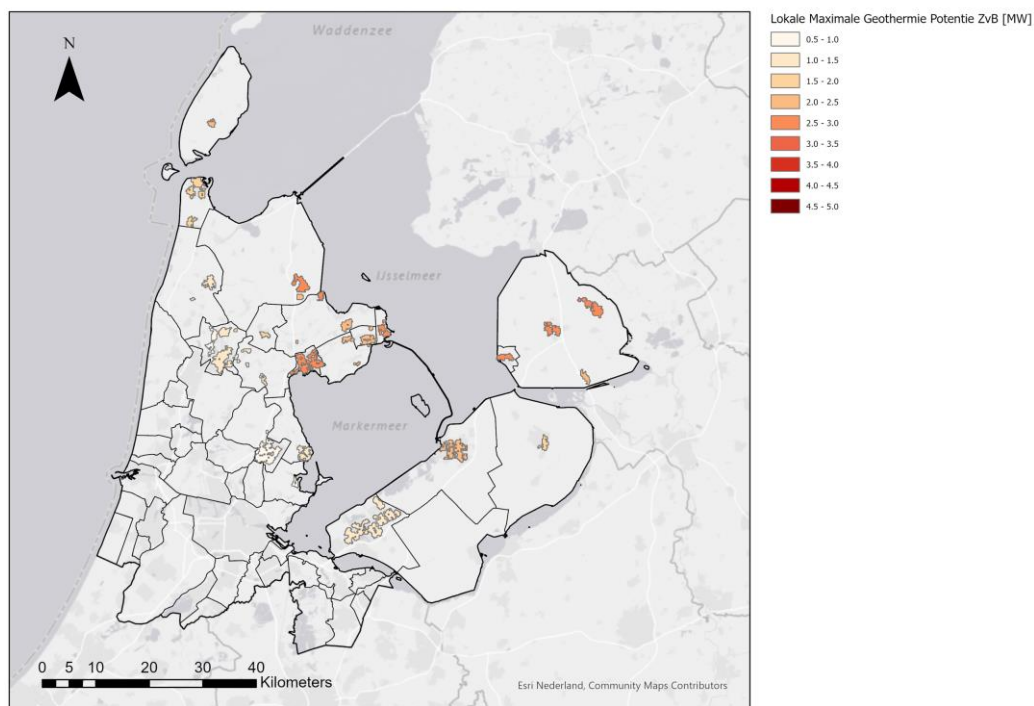 Lokale Maximale Geothermie Potentie ZvB [MW]
0.5 - 1.0
1.0 - 1.5
1.5 - 2.0
2.0 - 2.5
2.5 - 3.0
3.0 - 3.5
3.5 - 4.0
4.0 - 4.5
4.5 - 5.0
Waddenzee
N
IJsselmeer
Markermeer
0 5 10 20 30 40
Kilometers
Esri Nederland, Community Maps Contributors